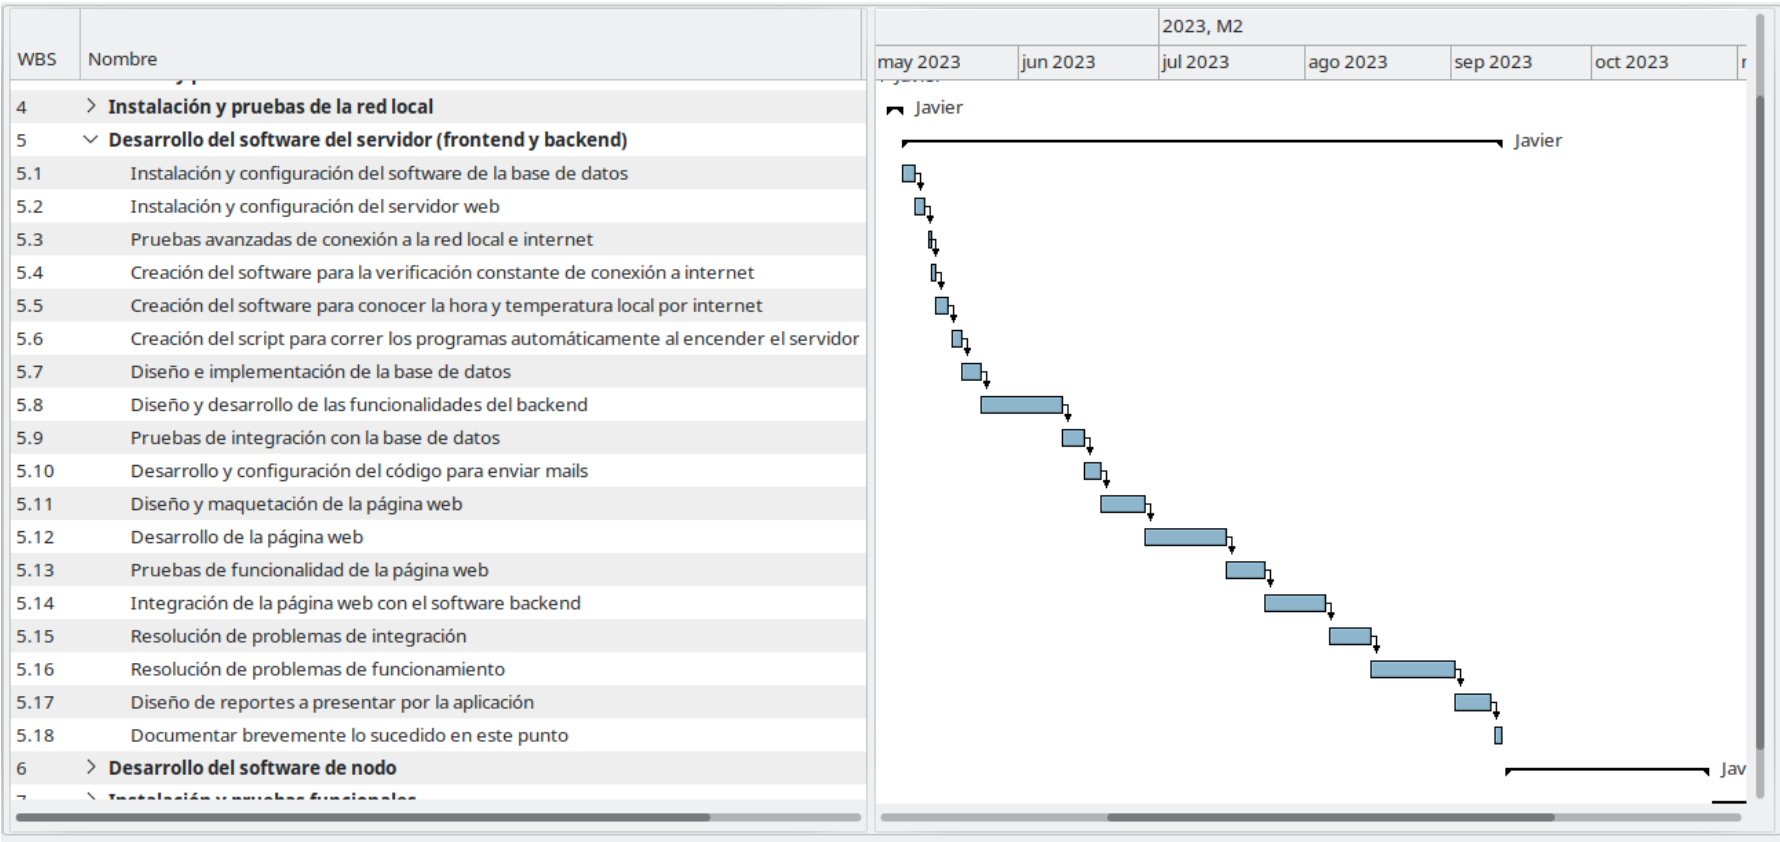 2023, M2
WBS Nombre
may 2023 jun 2023 jul 2023 ago 2023 sep 2023 oct 2023
Javier
4 Instalación y pruebas de la red local Javier
5 Desarrollo del software del servidor (frontend y backend) Javier
5.1 Instalación y configuración del software de la base de datos
5.2 Instalación y configuración del servidor web
5.3 Pruebas avanzadas de conexión a la red local e internet
5.4 Creación del software para la verificación constante de conexión a internet
5.5 Creación del software para conocer la hora y temperatura local por internet
5.6 Creación del script para correr los programas automáticamente al encender el servidor
5.7 Diseño e implementación de la base de datos
5.8 Diseño y desarrollo de las funcionalidades del backend
5.9 Pruebas de integración con la base de datos
5.10 Desarrollo y configuración del código para enviar mails
5.11 Diseño y maquetación de la página web
5.12 Desarrollo de la página web
5.13 Pruebas de funcionalidad de la página web
5.14 Integración de la página web con el software backend
5.15 Resolución de problemas de integración
5.16 Resolución de problemas de funcionamiento
5.17 Diseño de reportes a presentar por la aplicación
5.18 Documentar brevemente lo sucedido en este punto
6 Desarrollo del software de nodo Jav
7 Instalación y pruebas funcionales